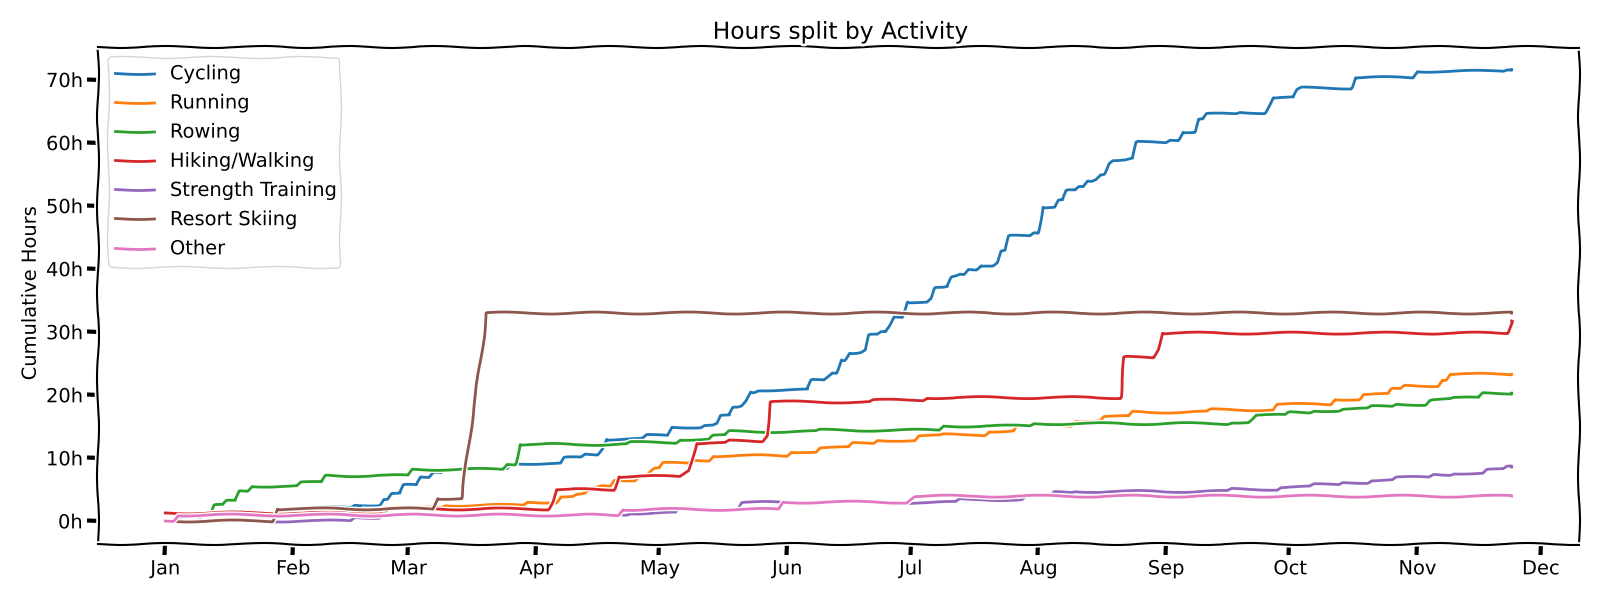 Hours split by Activity
Cumulative Hours
70h
60h
50h
40h
30h
20h
10h
0h
Cycling
Running
Rowing
Hiking/Walking
Strength Training
Resort Skiing
Other
Jan Feb Mar Apr May Jun Jul Aug Sep Oct Nov Dec